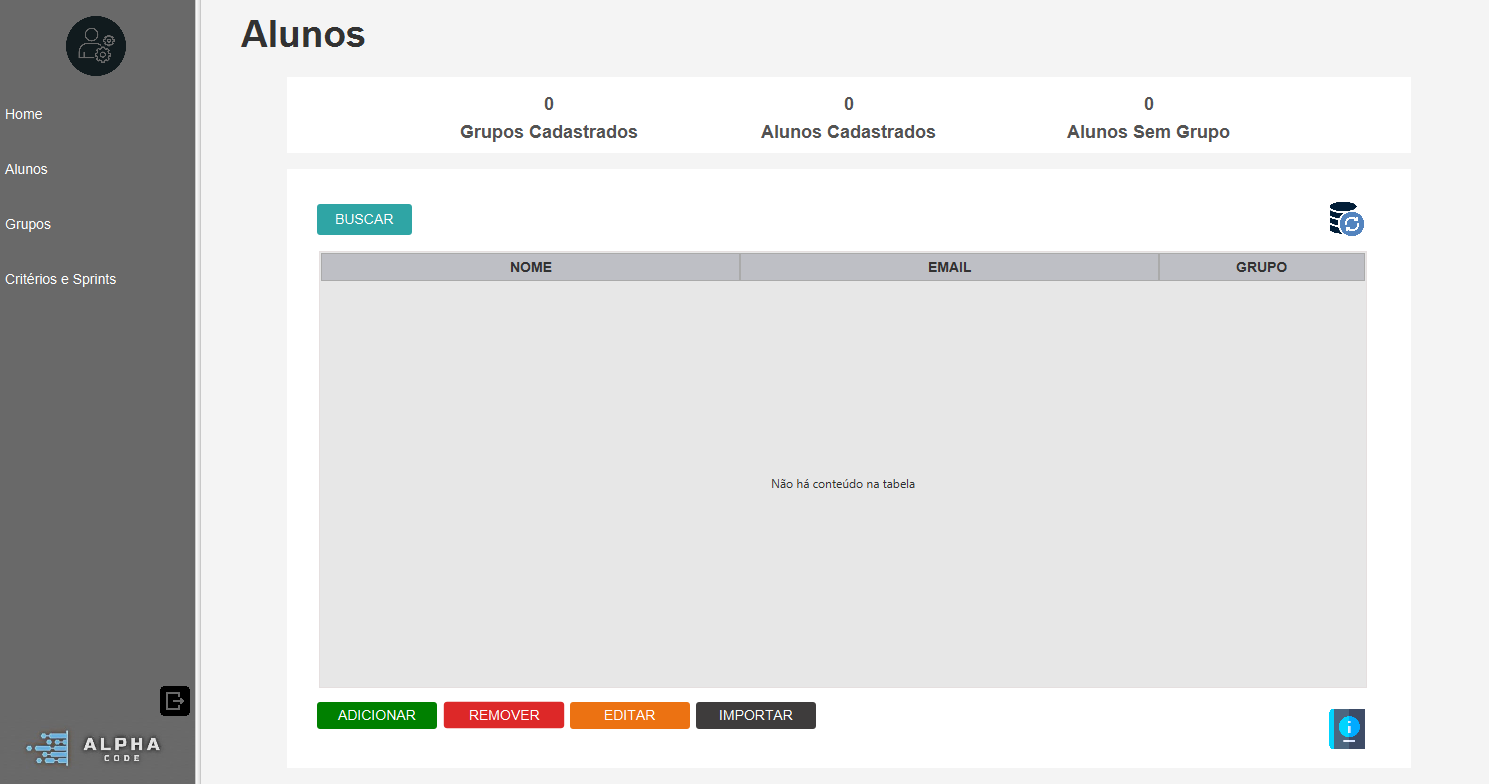 Alunos
Home
Alunos
Grupos
Critérios e Sprints
ALPHA
CODE
0
Grupos Cadastrados
0
Alunos Cadastrados
0
Alunos Sem Grupo
BUSCAR
NOME EMAIL GRUPO
Não há conteúdo na tabela
ADICIONAR REMOVER EDITAR IMPORTAR
i